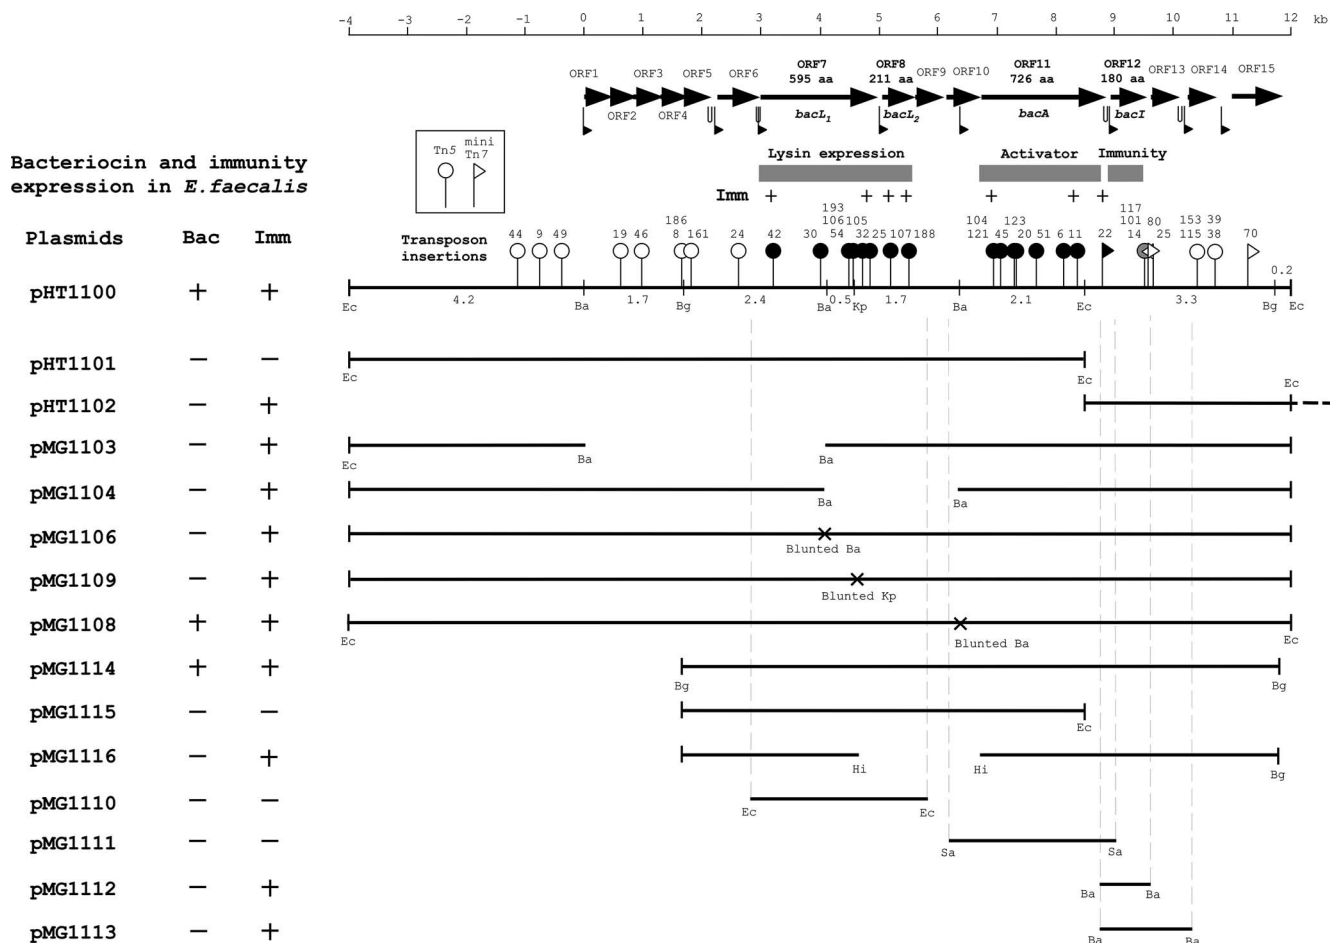 -4 -3 -2 -1 0 1 2 3 4 5 6 7 8 9 10 11 12 kb
ORF7 ORF8 ORF11 ORF12
ORF1 ORF3 ORF5 ORF6 595 aa 211 aa ORF9 ORF10 726 aa 180 aa ORF13 ORF14 ORF15
ORF2 ORF4 bacL1 bacL2 bacA bacI
mini
Tn5 Tn7
Bacteriocin and immunity
expression in E.faecalis
Lysin expression Activator Immunity
Imm + + + + + + +
193 117
186 106 105 104 123 101 80 153 39
44 9 49 19 46 8 161 24 42 30 54 32 25 107 188 121 45 20 51 6 11 22 14 25 115 38 70
Plasmids Bac Imm
Transposon
insertions
0.2
pHT1100 + +
Ec 4.2 Ba 1.7 Bg 2.4 Ba 0.5 Kp 1.7 Ba 2.1 Ec 3.3 Bg Ec
pHT1101 − −
Ec Ec
Ec
pHT1102 − +
pMG1103 − +
Ec Ba Ba
pMG1104 − +
Ba Ba
pMG1106 − +
Blunted Ba
pMG1109 − +
Blunted Kp
pMG1108 + +
Ec Blunted Ba Ec
pMG1114 + +
Bg Bg
pMG1115 − −
Ec
pMG1116 − +
Hi Hi Bg
pMG1110 − −
Ec Ec
pMG1111 − −
Sa Sa
pMG1112 − +
Ba Ba
pMG1113 − +
Ba Ba